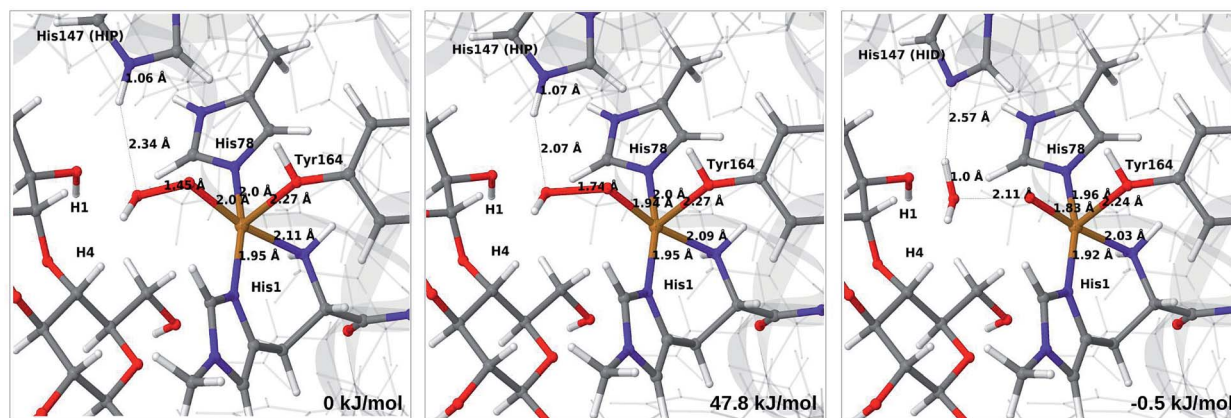 His147 (HIP)
1.06 Å
2.34 Å
His78
Tyr164
1.45 Å
2.0 Å
2.0 Å
2.27 Å
H1
2.11 Å
H4
1.95 Å
His1
0 kJ/mol
His147 (HIP)
1.07 Å
2.07 Å
His78
Tyr164
1.74 Å
2.0 Å
1.94 Å
2.27 Å
H1
2.09 Å
H4
1.95 Å
His1
47.8 kJ/mol
His147 (HID)
2.57 Å
His78
Tyr164
1.0 Å
2.11 Å
1.96 Å
1.83 Å
2.24 Å
H1
2.03 Å
H4
1.92 Å
His1
-0.5 kJ/mol